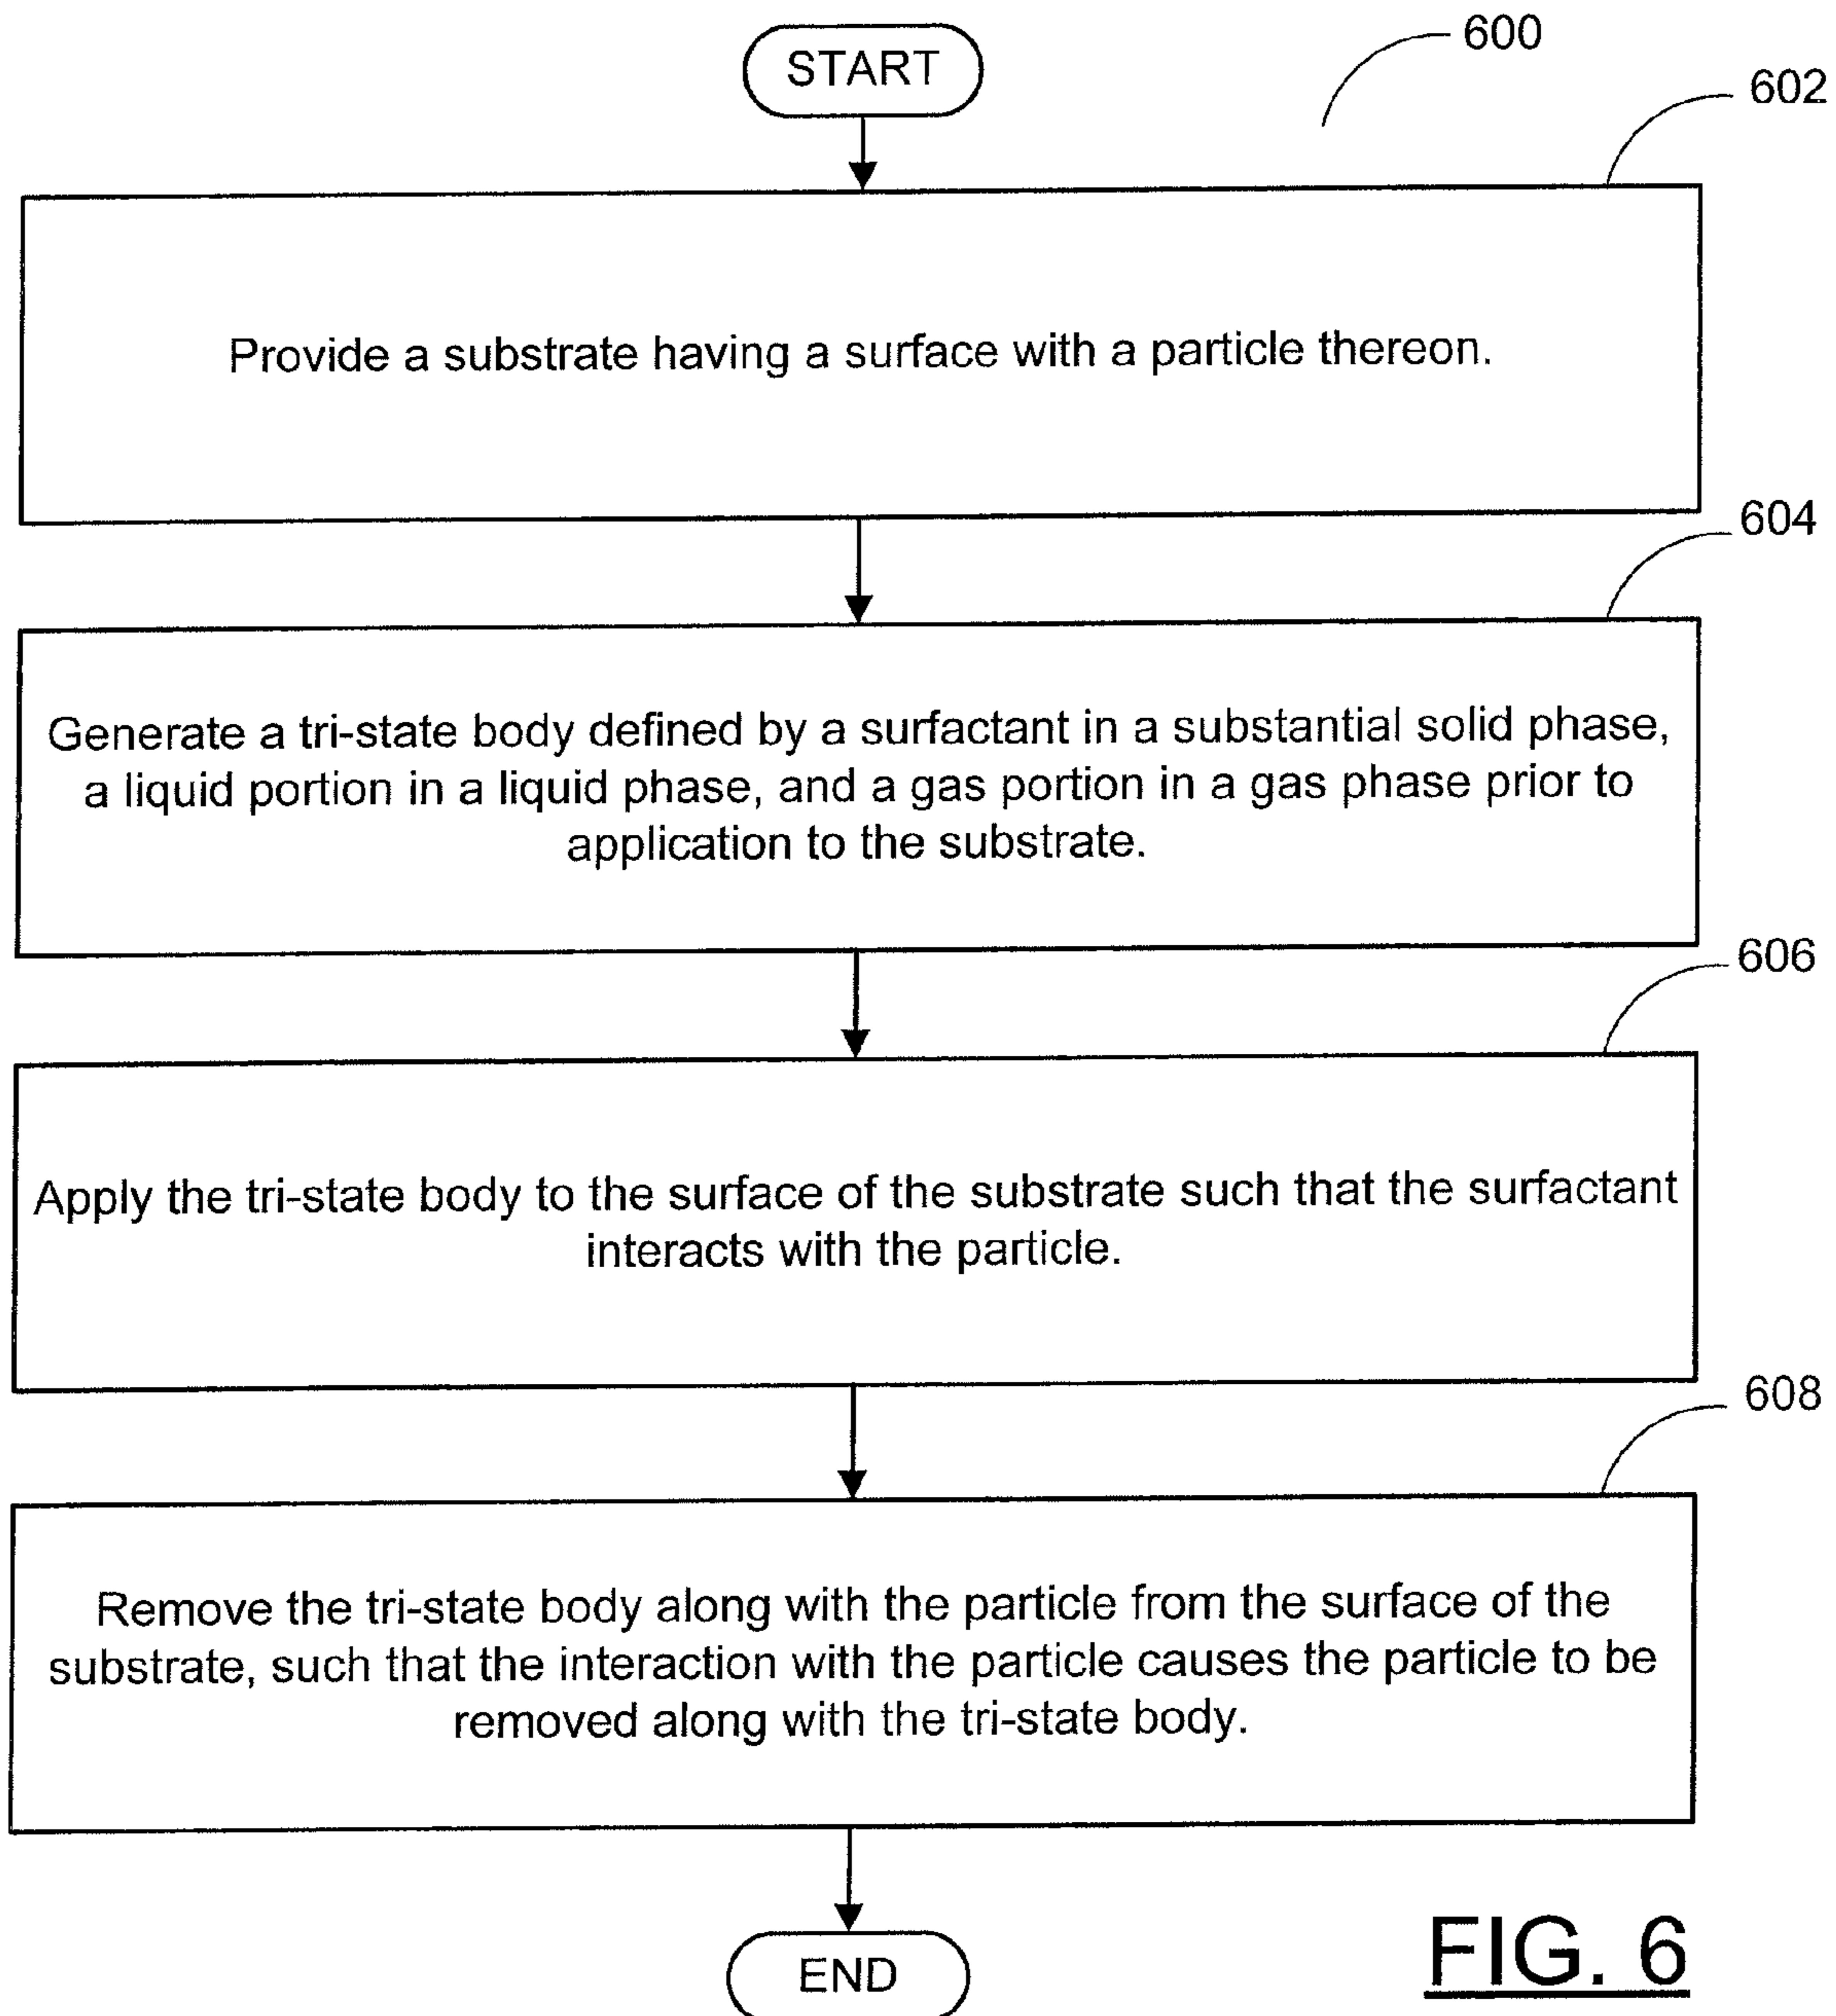 START
600
602
Provide a substrate having a surface with a particle thereon.
604
Generate a tri-state body defined by a surfactant in a substantial solid phase,
a liquid portion in a liquid phase, and a gas portion in a gas phase prior to
application to the substrate.
606
Apply the tri-state body to the surface of the substrate such that the surfactant
interacts with the particle.
608
Remove the tri-state body along with the particle from the surface of the
substrate, such that the interaction with the particle causes the particle to be
removed along with the tri-state body.
END
FIG. 6